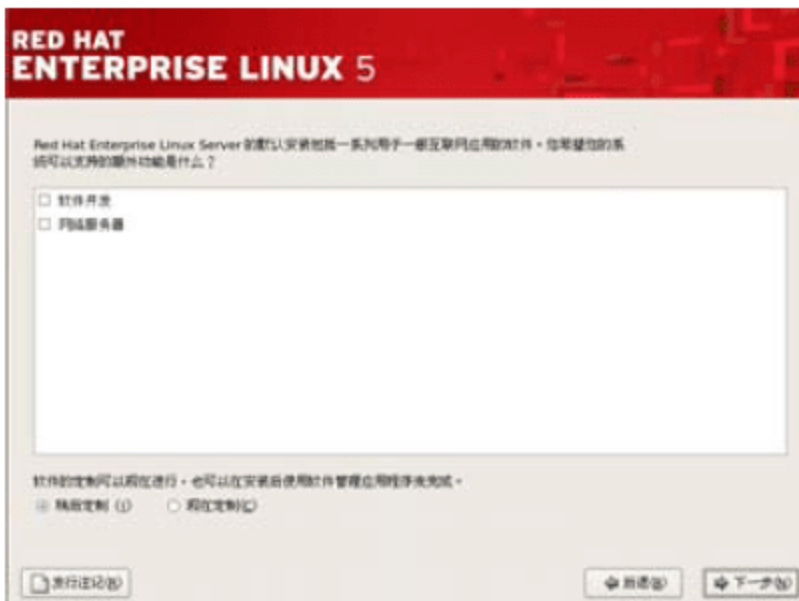 RED HAT
ENTERPRISE LINUX 5
Red Hat Enterprise Linux Server 的默认安装包括一系列用于一般互联网应用的软件。您希望您的系
统可以支持的额外功能是什么？
软件开发
网络服务器
软件的定制可以现在进行，也可以在安装后使用软件管理应用程序来完成。
稍后定制 (l)
现在定制(C)
发行注记(R)
后退(B)
下一步(N)